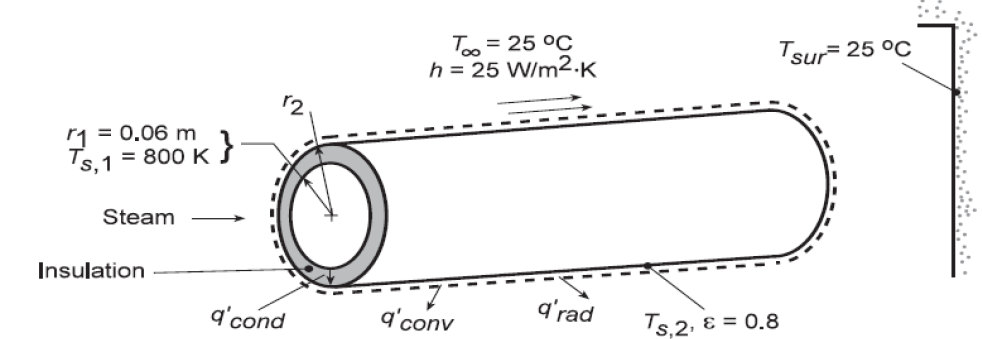 T∞ = 25 ºC
h = 25 W/m2·K
Tsur= 25 ºC
r2
r1 = 0.06 m
Ts,1 = 800 K }
Steam
Insulation
q'cond
q'conv
q'rad
Ts,2, ε = 0.8